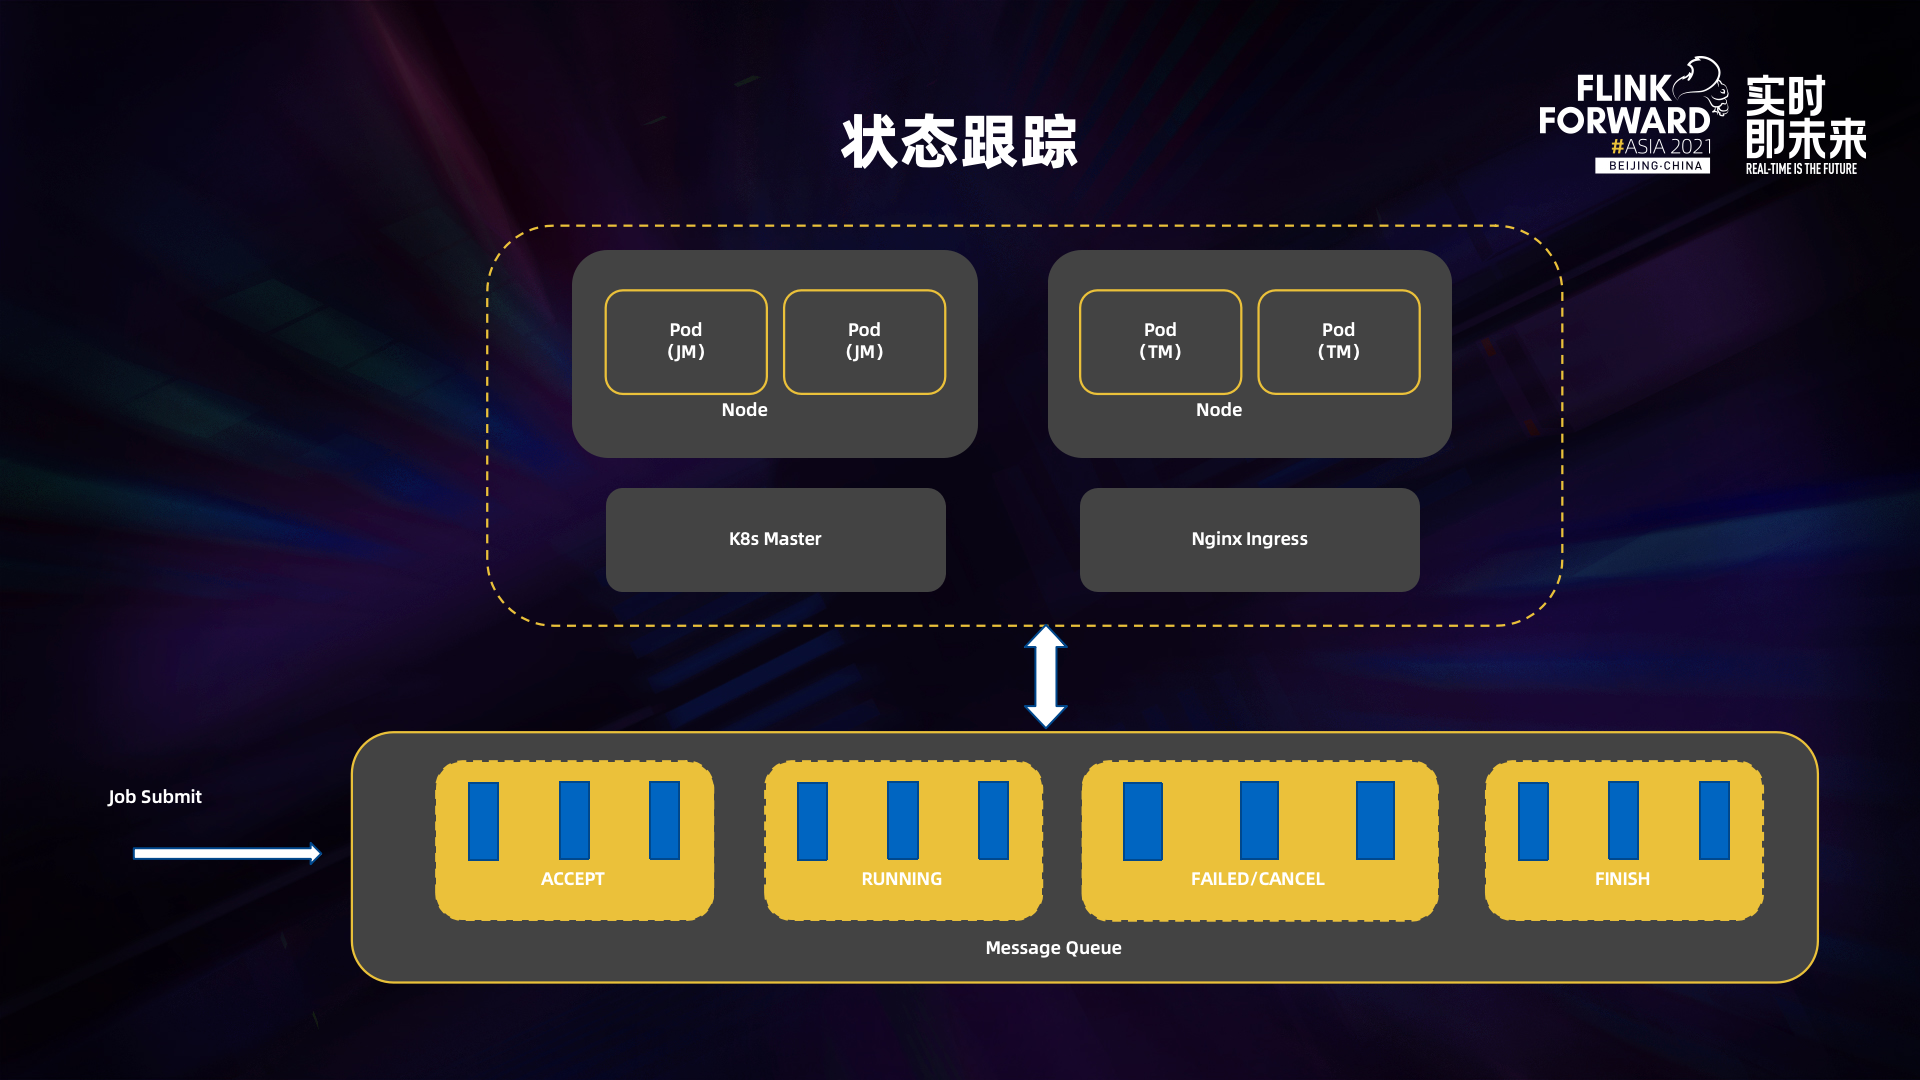 状态跟踪
FLINK
FORWARD
#ASIA 2021
BEIJING·CHINA
实时
即未来
REAL-TIME IS THE FUTURE
Pod
(JM)
Pod
(JM)
Node
Pod
(TM)
Pod
(TM)
Node
K8s Master
Nginx Ingress
Job Submit
ACCEPT
RUNNING
FAILED/CANCEL
FINISH
Message Queue